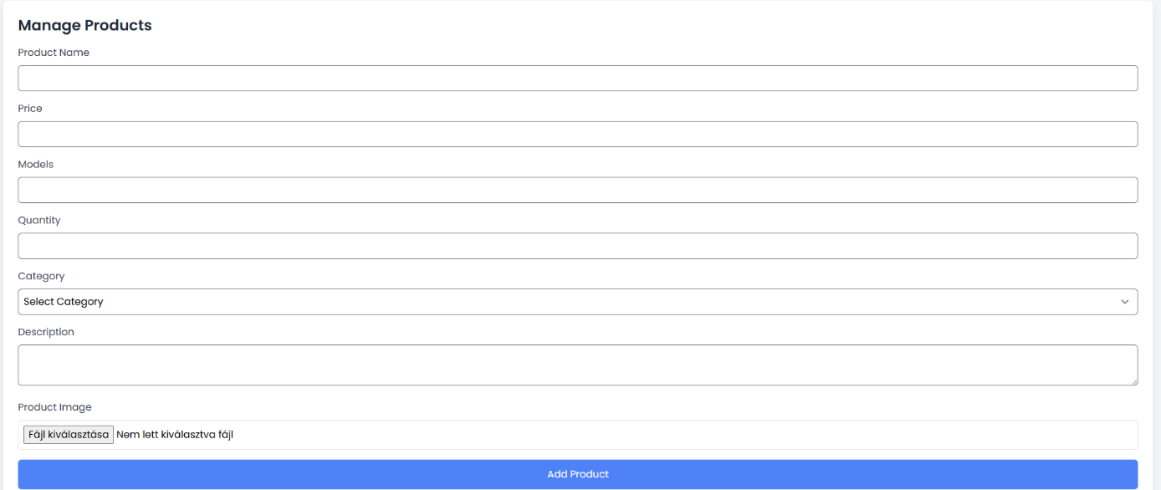 Manage Products
Product Name
Price
Models
Quantity
Category
Select Category
Description
Product Image
Fájl kiválasztása Nem lett kiválasztva fájl
Add Product